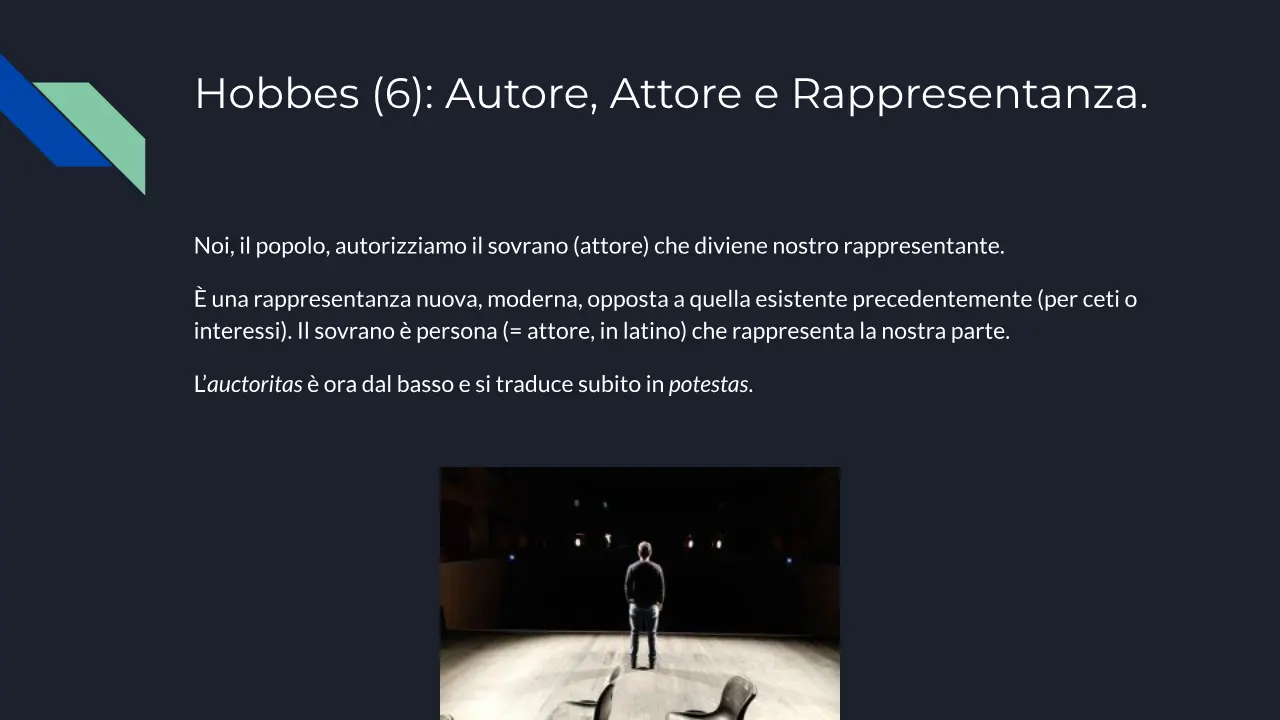 Hobbes (6): Autore, Attore e Rappresentanza.
Noi, il popolo, autorizziamo il sovrano (attore) che diviene nostro rappresentante.
È una rappresentanza nuova, moderna, opposta a quella esistente precedentemente (per ceti o
interessi). Il sovrano è persona (= attore, in latino) che rappresenta la nostra parte.
L’auctoritas è ora dal basso e si traduce subito in potestas.